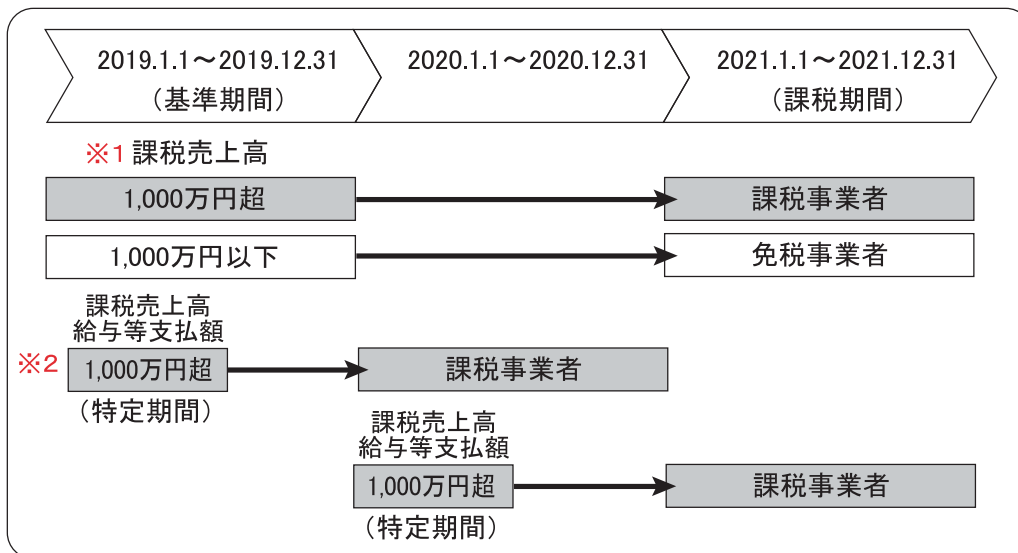 2019.1.1～2019.12.31
（基準期間）
2020.1.1～2020.12.31
2021.1.1～2021.12.31
（課税期間）
※1 課税売上高
1,000万円超
課税事業者
1,000万円以下
免税事業者
課税売上高
給与等支払額
※2
1,000万円超
課税事業者
（特定期間）
課税売上高
給与等支払額
1,000万円超
課税事業者
（特定期間）